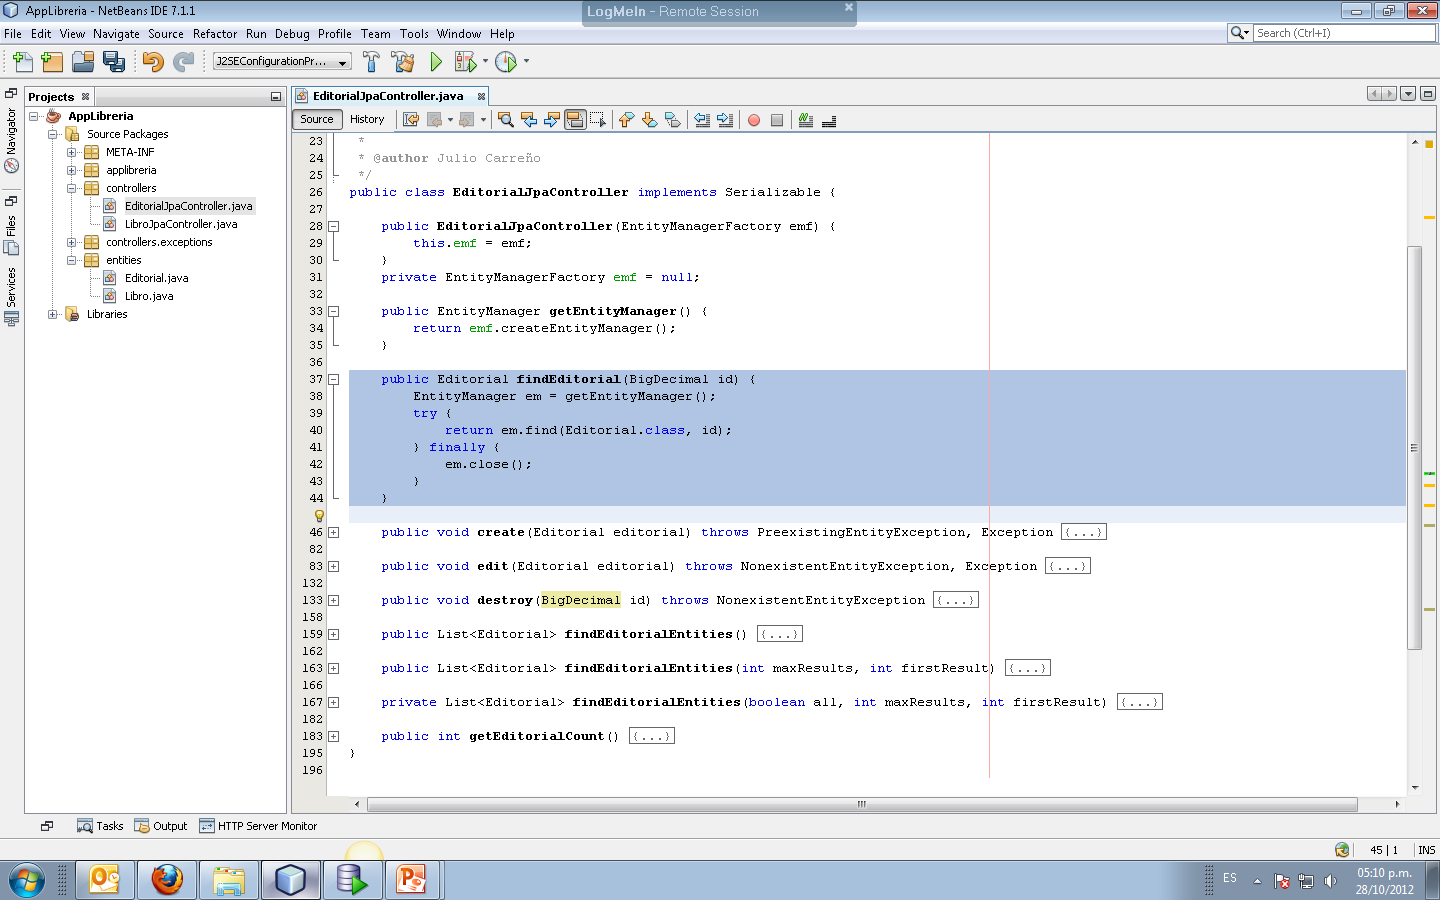 AppLibreria - NetBeans IDE 7.1.1
LogMeIn - Remote Session
File Edit View Navigate Source Refactor Run Debug Profile Team Tools Window Help
Search (Ctrl+I)
J2SEConfigurationPr...
Projects
EditorialJpaController.java
Navigator
Files
Services
AppLibreria
Source Packages
META-INF
applibreria
controllers
EditorialJpaController.java
LibroJpaController.java
controllers.exceptions
entities
Editorial.java
Libro.java
Libraries
Source History
23 *
24 * @author Julio Carreño
25 */
26 public class EditorialJpaController implements Serializable {
27
28 public EditorialJpaController(EntityManagerFactory emf) {
29 this.emf = emf;
30 }
31 private EntityManagerFactory emf = null;
32
33 public EntityManager getEntityManager() {
34 return emf.createEntityManager();
35 }
36
37 public Editorial findEditorial(BigDecimal id) {
38 EntityManager em = getEntityManager();
39 try {
40 return em.find(Editorial.class, id);
41 } finally {
42 em.close();
43 }
44 }
46 public void create(Editorial editorial) throws PreexistingEntityException, Exception {...}
82
83 public void edit(Editorial editorial) throws NonexistentEntityException, Exception {...}
132
133 public void destroy(BigDecimal id) throws NonexistentEntityException {...}
158
159 public List<Editorial> findEditorialEntities() {...}
162
163 public List<Editorial> findEditorialEntities(int maxResults, int firstResult) {...}
166
167 private List<Editorial> findEditorialEntities(boolean all, int maxResults, int firstResult) {...}
182
183 public int getEditorialCount() {...}
195 }
196
Tasks Output HTTP Server Monitor
45 | 1 INS
ES
05:10 p.m.
28/10/2012